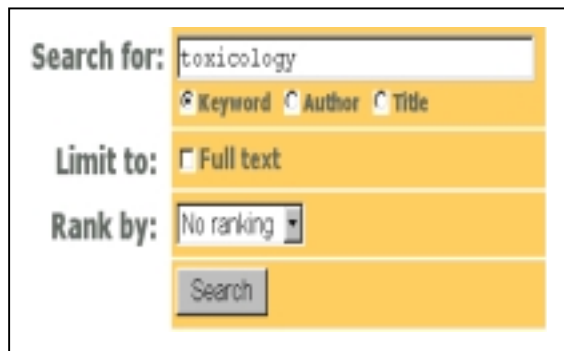 Search for: toxicology
Keyword Author Title
Limit to: Full text
Rank by: No ranking
Search